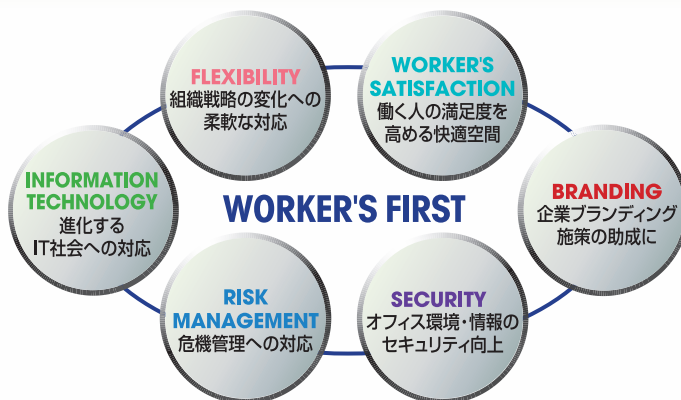 FLEXIBILITY
組織戦略の変化への
柔軟な対応
WORKER'S
SATISFACTION
働く人の満足度を
高める快適空間
INFORMATION
TECHNOLOGY
進化する
IT社会への対応
WORKER'S FIRST
BRANDING
企業ブランディング
施策の助成に
RISK
MANAGEMENT
危機管理への対応
SECURITY
オフィス環境・情報の
セキュリティ向上